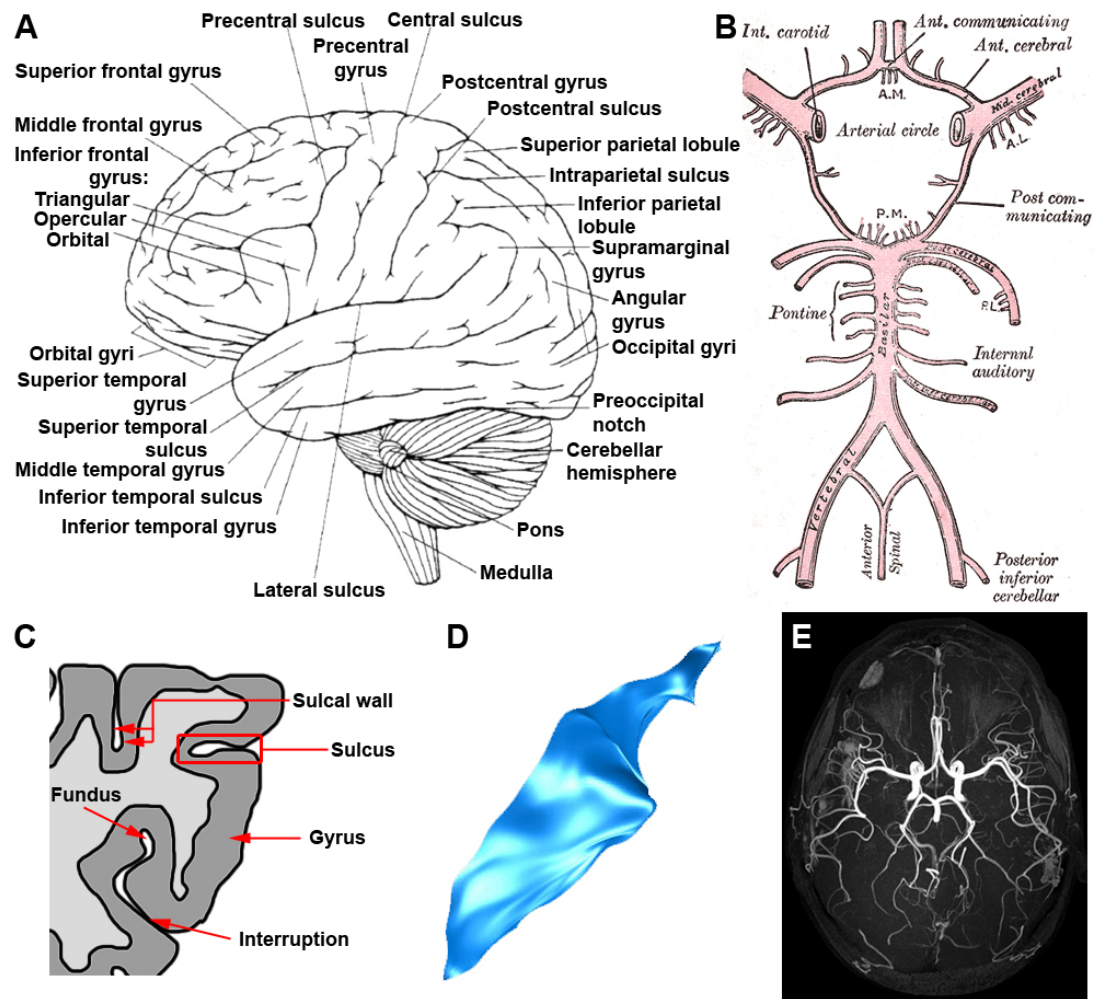 A
Precentral sulcus
Central sulcus
Precentral
gyrus
Superior frontal gyrus
Postcentral gyrus
Postcentral sulcus
Middle frontal gyrus
Superior parietal lobule
Inferior frontal
gyrus:
Intraparietal sulcus
Triangular
Opercular
Orbital
Inferior parietal
lobule
Supramarginal
gyrus
Angular
gyrus
Orbital gyri
Occipital gyri
Superior temporal
gyrus
Preoccipital
notch
Superior temporal
sulcus
Cerebellar
hemisphere
Middle temporal gyrus
Inferior temporal sulcus
Inferior temporal gyrus
Pons
Medulla
Lateral sulcus
B
Int. carotid
Ant. communicating
Ant. cerebral
A.M.
Mid. cerebral
Arterial circle
A.L.
Post com-
municating
P.M.
cerebral
Pontine
Basilar
P.L.
Internnl
auditory
Vertebral
Anterior
Spinal
Posterior
inferior
cerebellar
C
Sulcal wall
Sulcus
Fundus
Gyrus
Interruption
D
E